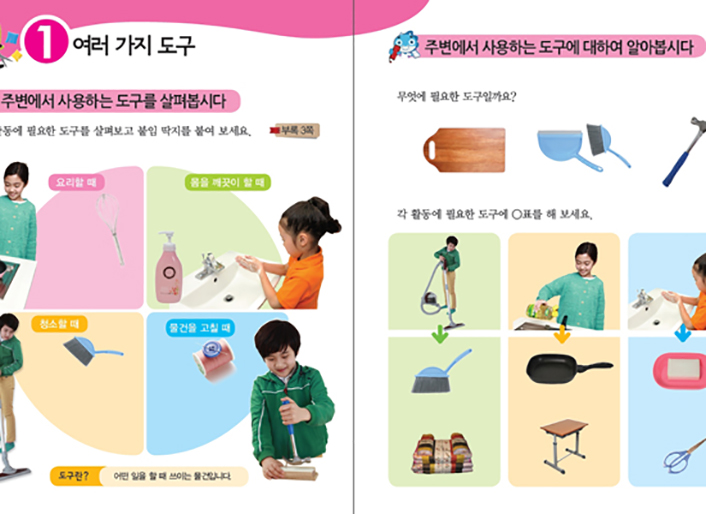 1 여러 가지 도구
주변에서 사용하는 도구를 살펴봅시다
동에 필요한 도구를 살펴보고 붙임 딱지를 붙여 보세요.
부록 3쪽
요리할 때
몸을 깨끗이 할 때
청소할 때
물건을 고칠 때
도구란?
어떤 일을 할 때 쓰이는 물건입니다.
주변에서 사용하는 도구에 대하여 알아봅시다
무엇에 필요한 도구일까요?
각 활동에 필요한 도구에 ○표를 해 보세요.